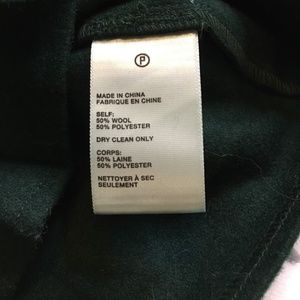 P
MADE IN CHINA
FABRIQUE EN CHINE
SELF:
50% WOOL
50% POLYESTER
DRY CLEAN ONLY
CORPS:
50% LAINE
50% POLYESTER
NETTOYER À SEC
SEULEMENT